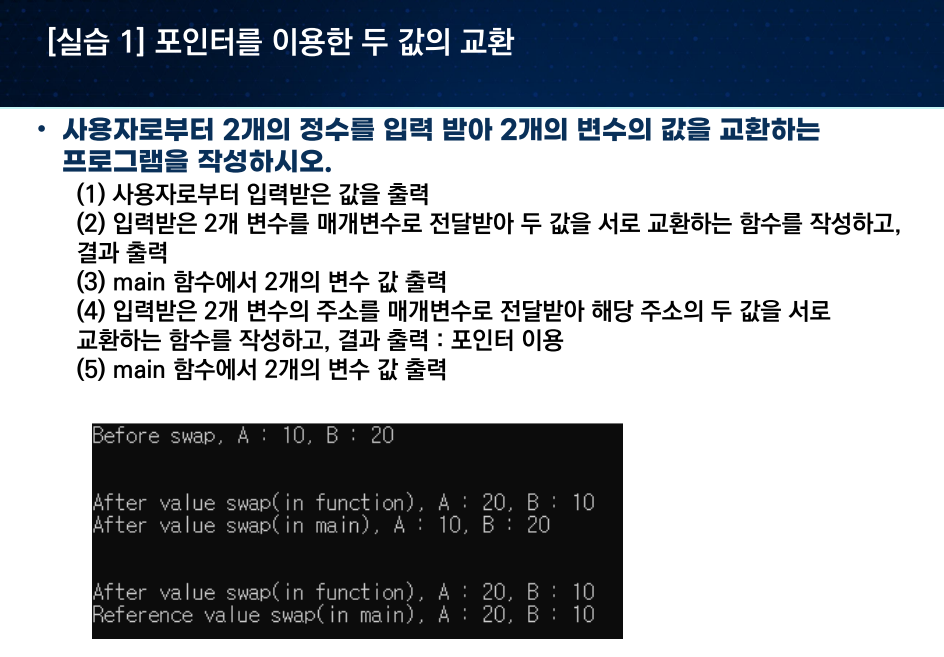 [실습 1] 포인터를 이용한 두 값의 교환
• 사용자로부터 2개의 정수를 입력 받아 2개의 변수의 값을 교환하는
프로그램을 작성하시오.
(1) 사용자로부터 입력받은 값을 출력
(2) 입력받은 2개 변수를 매개변수로 전달받아 두 값을 서로 교환하는 함수를 작성하고,
결과 출력
(3) main 함수에서 2개의 변수 값 출력
(4) 입력받은 2개 변수의 주소를 매개변수로 전달받아 해당 주소의 두 값을 서로
교환하는 함수를 작성하고, 결과 출력 : 포인터 이용
(5) main 함수에서 2개의 변수 값 출력
Before swap, A : 10, B : 20
After value swap(in function), A : 20, B : 10
After value swap(in main), A : 10, B : 20
After value swap(in function), A : 20, B : 10
Reference value swap(in main), A : 20, B : 10